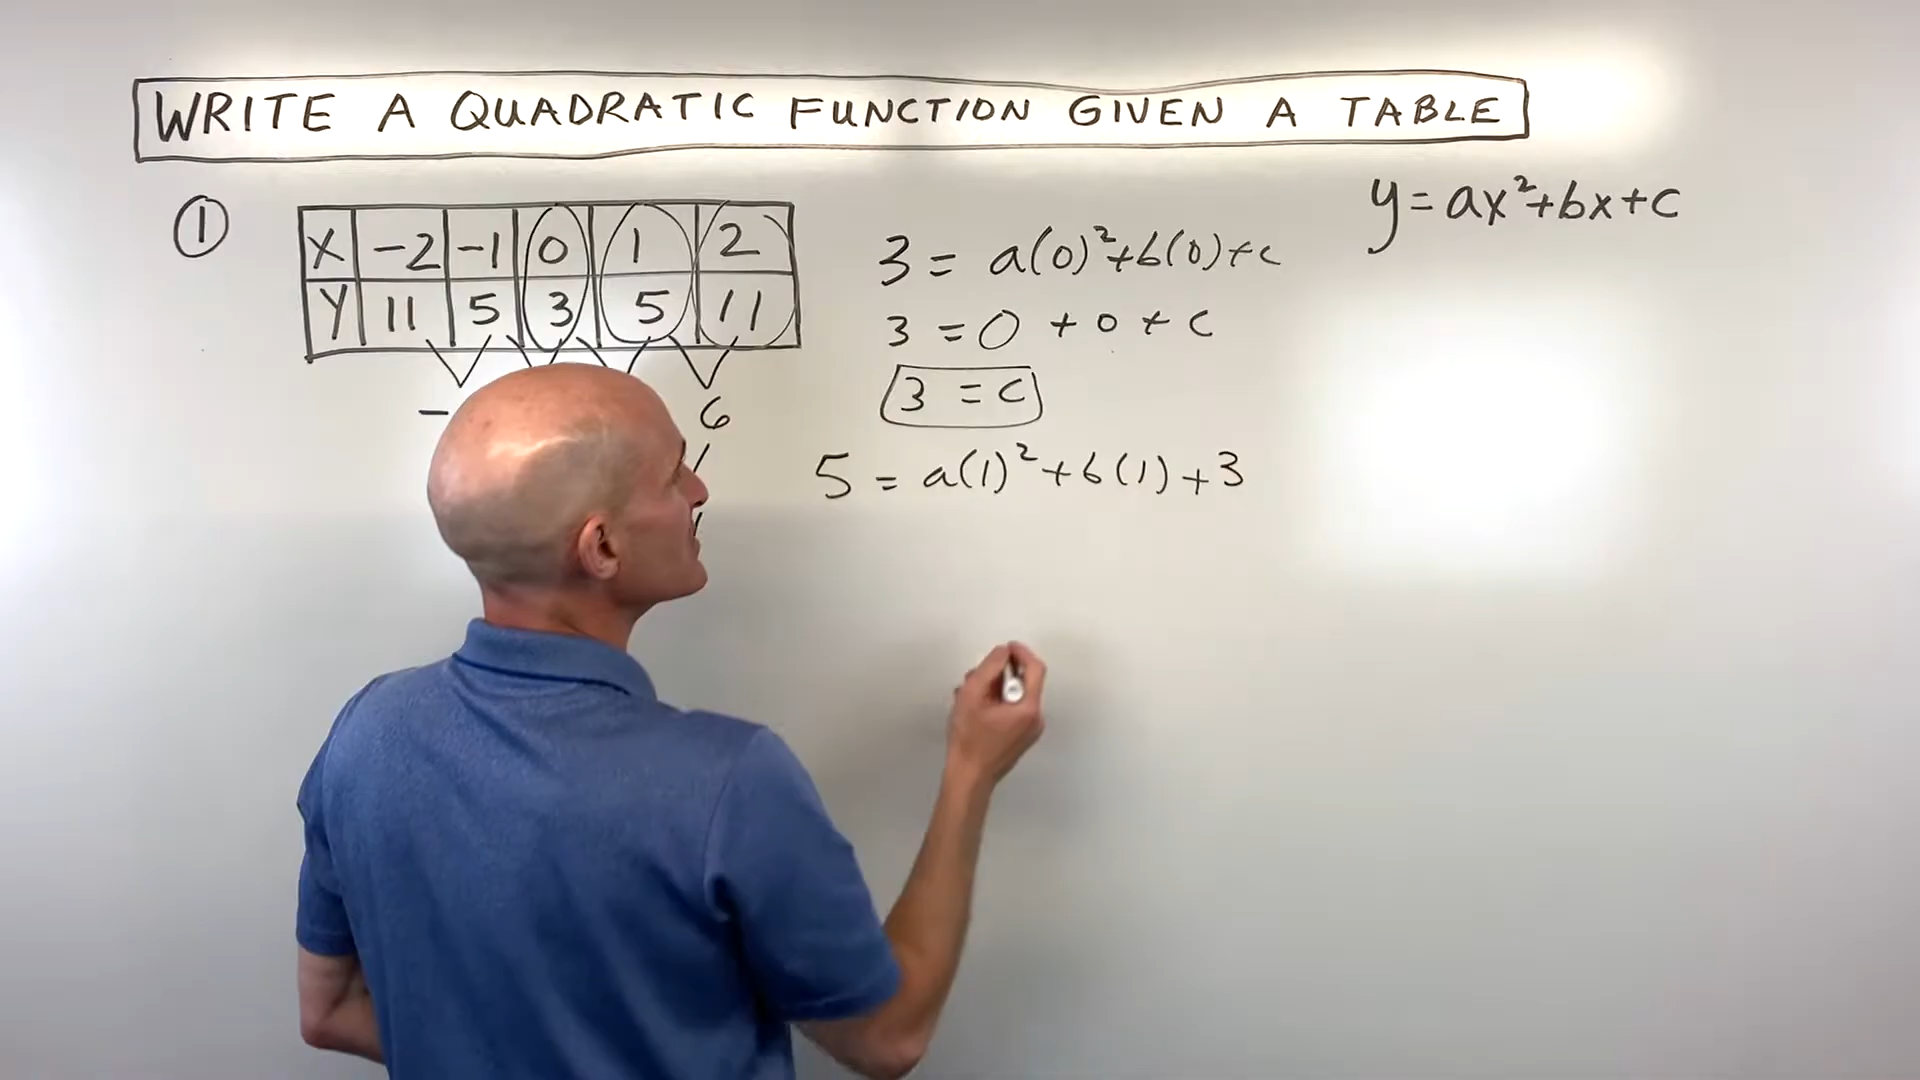 WRITE A QUADRATIC FUNCTION GIVEN A TABLE
①
X -2 -1 0 1 2
Y 11 5 3 5 11
- 6
3 = a(0)²+b(0)+c
3 = 0 + 0 + c
3 = c
5 = a(1)²+b(1)+3
y=ax²+bx+c